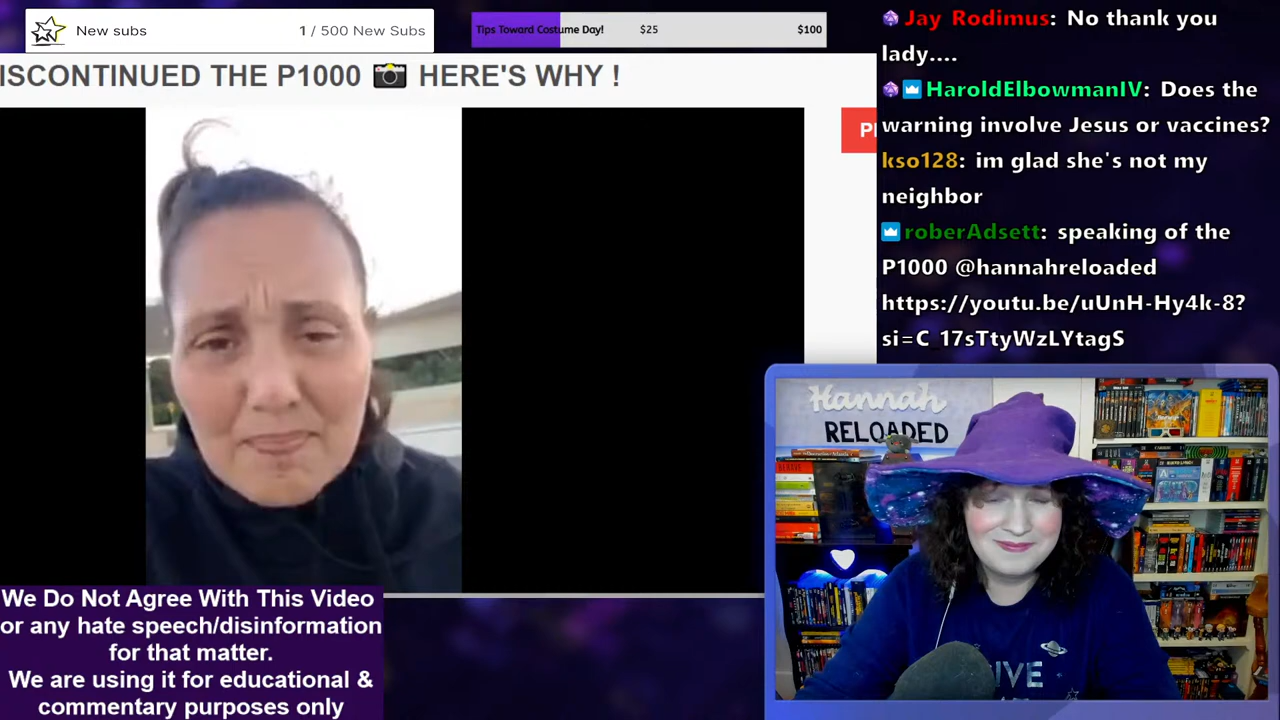 New subs
1 / 500 New Subs
Tips Toward Costume Day!
$25
$100
ISCONTINUED THE P1000 📷 HERE'S WHY !
Jay Rodimus: No thank you
lady....
HaroldElbowmanIV: Does the
warning involve Jesus or vaccines?
kso128: im glad she's not my
neighbor
roberAdsett: speaking of the
P1000 @hannahreloaded
https://youtu.be/uUnH-Hy4k-8?
si=C_17sTtyWzLYtagS
Hannah
RELOADED
We Do Not Agree With This Video
or any hate speech/disinformation
for that matter.
We are using it for educational &
commentary purposes only